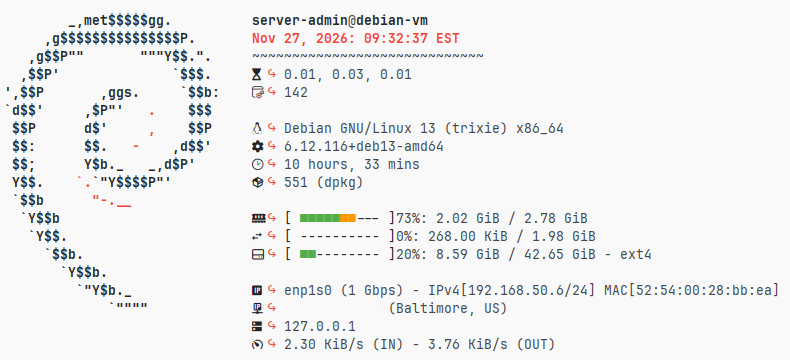 server-admin@debian-vm
Nov 27, 2026: 09:32:37 EST
~~~~~~~~~~~~~~~~~~~~~~~~~~~~~
0.01, 0.03, 0.01
142
Debian GNU/Linux 13 (trixie) x86_64
6.12.116+deb13-amd64
10 hours, 33 mins
551 (dpkg)
[ ■■■■■■■--- ]73%: 2.02 GiB / 2.78 GiB
[ ---------- ]0%: 268.00 KiB / 1.98 GiB
[ ■■-------- ]20%: 8.59 GiB / 42.65 GiB - ext4
enp1s0 (1 Gbps) - IPv4[192.168.50.6/24] MAC[52:54:00:28:bb:ea]
(Baltimore, US)
127.0.0.1
2.30 KiB/s (IN) - 3.76 KiB/s (OUT)